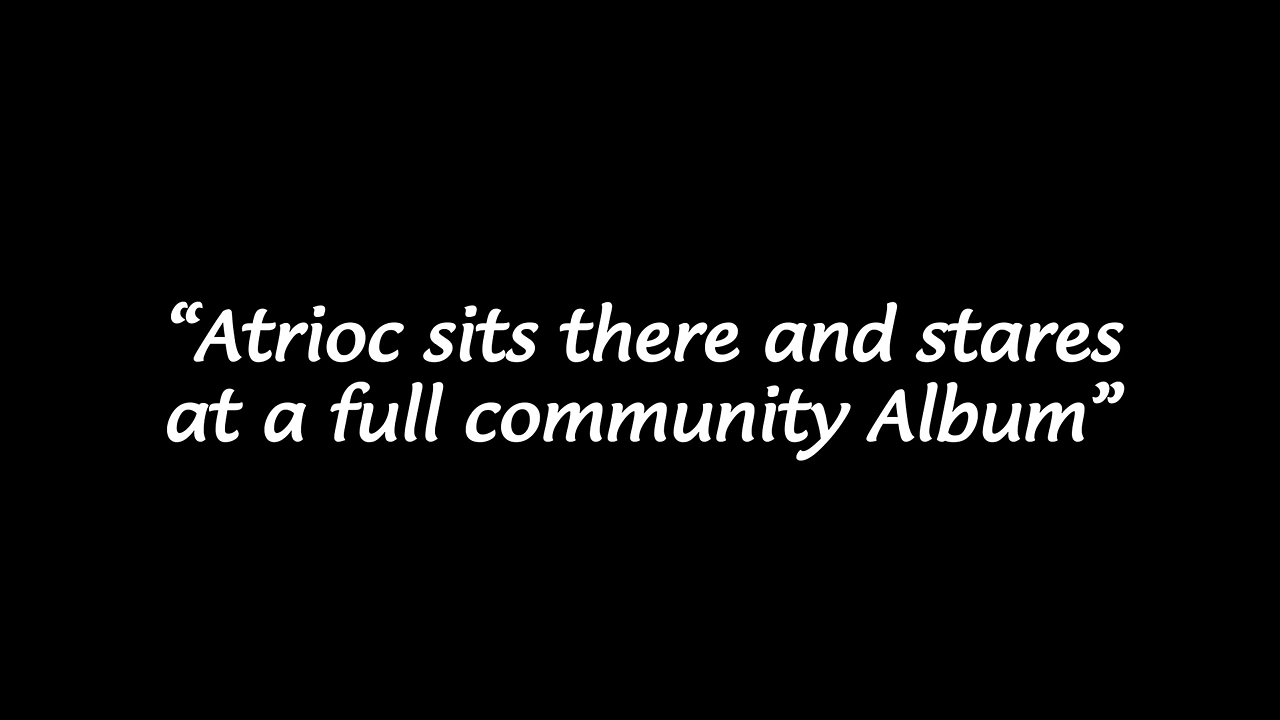 “Atrioc sits there and stares
at a full community Album”